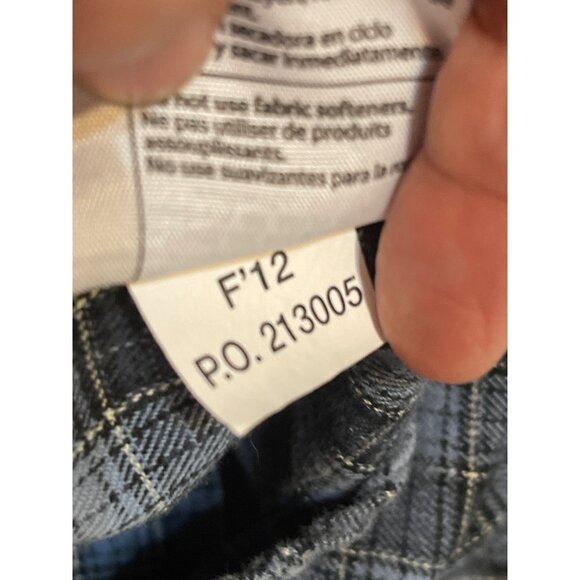 secadora en ciclo
y sacar inmediatamente
not use fabric softeners.
Ne pas utiliser de produits
assouplissants.
No use suavizantes para la
F'12
P.O. 213005